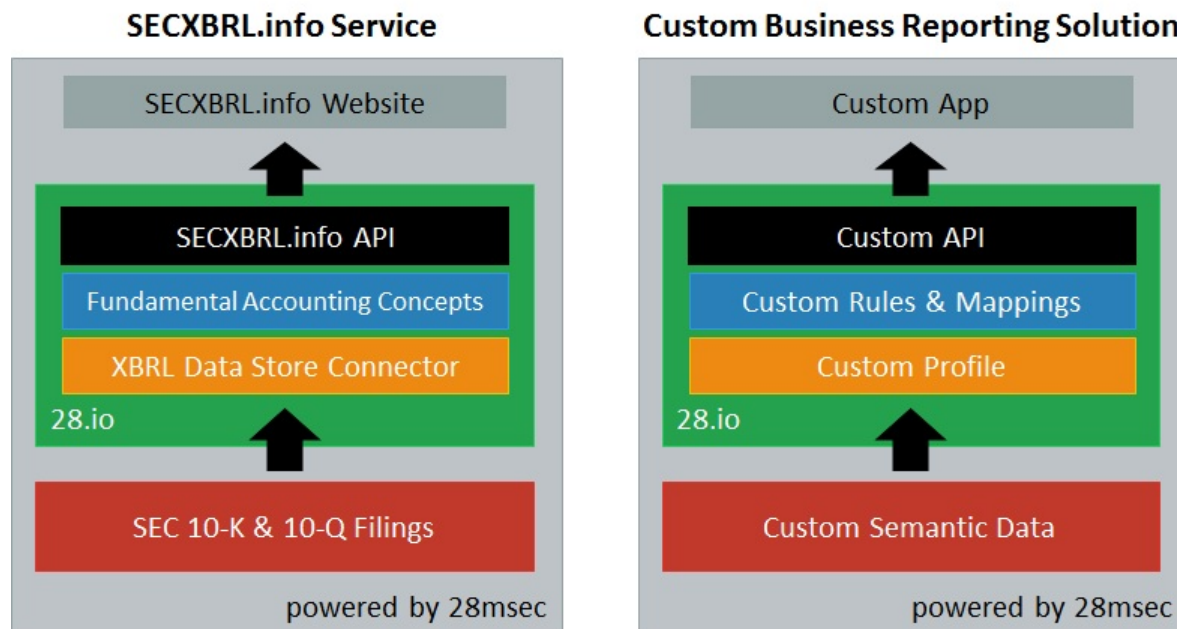 SECXBRL.info Service
SECXBRL.info Website
SECXBRL.info API
Fundamental Accounting Concepts
XBRL Data Store Connector
28.io
SEC 10-K & 10-Q Filings
powered by 28msec
Custom Business Reporting Solution
Custom App
Custom API
Custom Rules & Mappings
Custom Profile
28.io
Custom Semantic Data
powered by 28msec